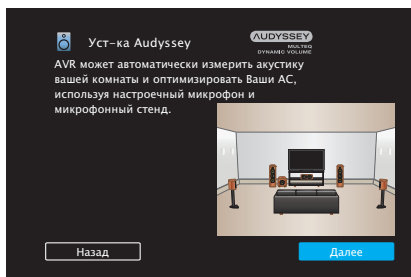 Уст-ка Audyssey
AUDYSSEY
MULTEQ
DYNAMIC VOLUME
AVR может автоматически измерить акустику
вашей комнаты и оптимизировать Ваши АС,
используя настроечный микрофон и
микрофонный стенд.
Назад
Далее